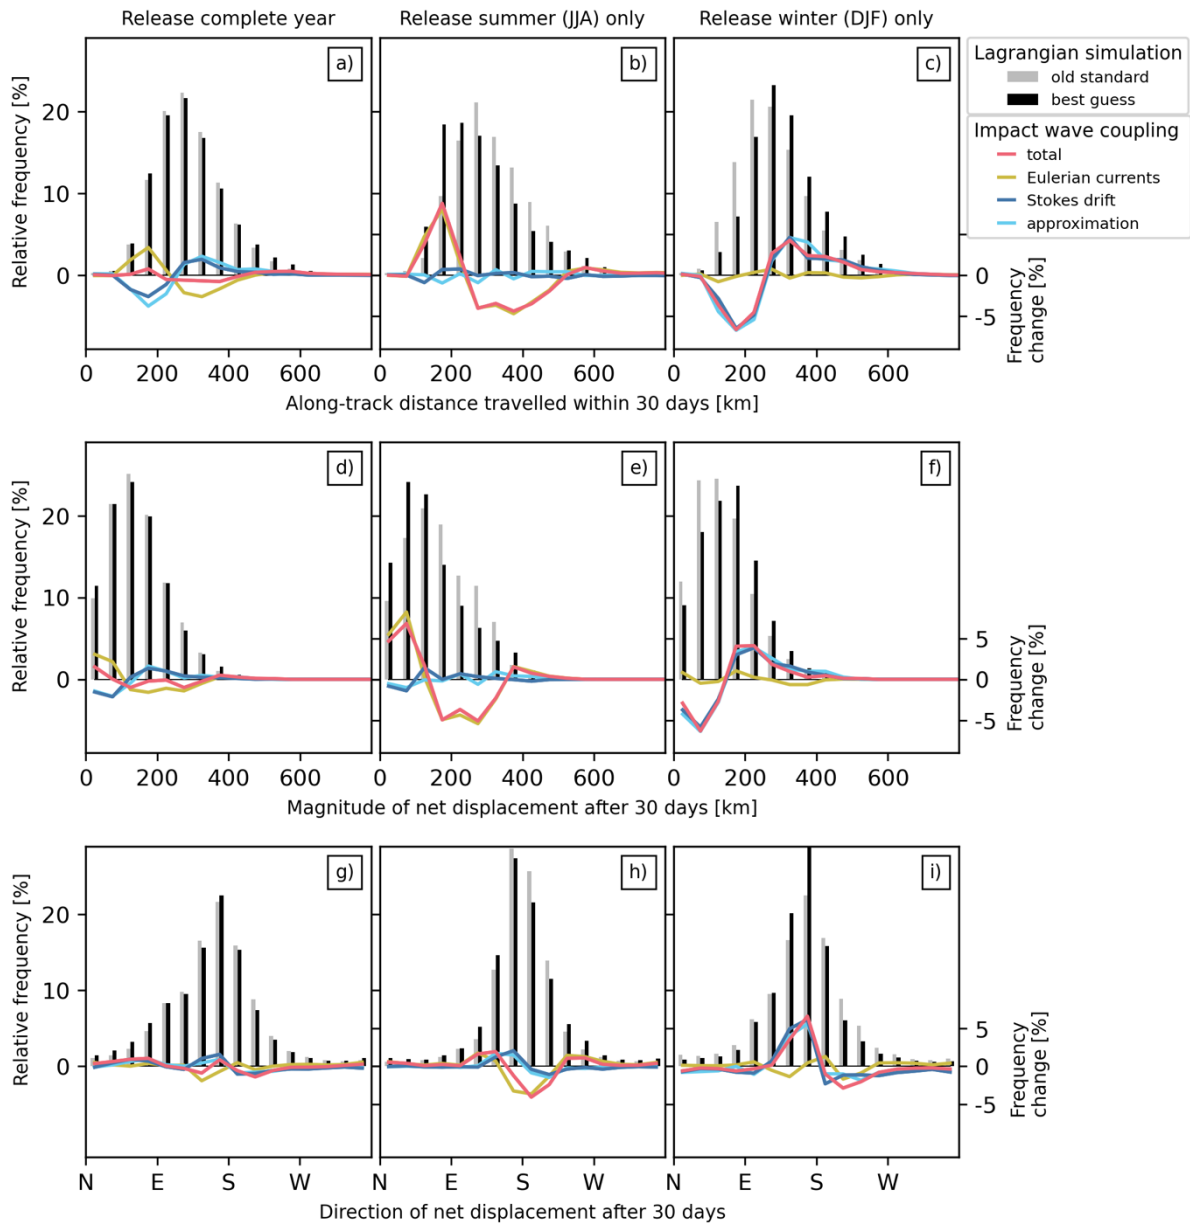 Release complete year
Release summer (JJA) only
Release winter (DJF) only
Relative frequency [%]
20
10
0
a)
b)
c)
Lagrangian simulation
old standard
best guess
Impact wave coupling
total
Eulerian currents
Stokes drift
approximation
0
-5
Frequency
change [%]
0 200 400 600
0 200 400 600
0 200 400 600
Along-track distance travelled within 30 days [km]
Relative frequency [%]
20
10
0
d)
e)
f)
5
0
-5
Frequency
change [%]
0 200 400 600
0 200 400 600
0 200 400 600
Magnitude of net displacement after 30 days [km]
Relative frequency [%]
20
10
0
g)
h)
i)
5
0
-5
Frequency
change [%]
N E S W
E S W
E S W
Direction of net displacement after 30 days